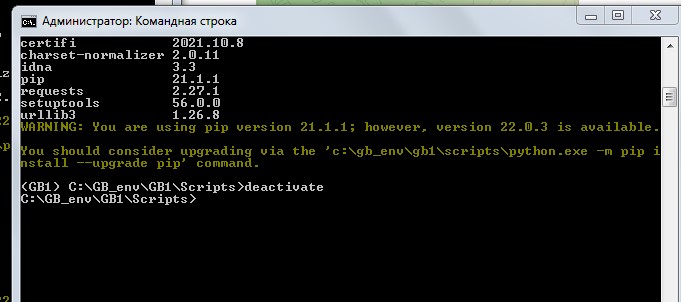 Администратор: Командная строка
certifi 2021.10.8
charset-normalizer 2.0.11
idna 3.3
pip 21.1.1
requests 2.27.1
setuptools 56.0.0
urllib3 1.26.8
WARNING: You are using pip version 21.1.1; however, version 22.0.3 is available.
You should consider upgrading via the 'c:\gb_env\gb1\scripts\python.exe -m pip i
nstall --upgrade pip' command.
(GB1) C:\GB_env\GB1\Scripts>deactivate
C:\GB_env\GB1\Scripts>